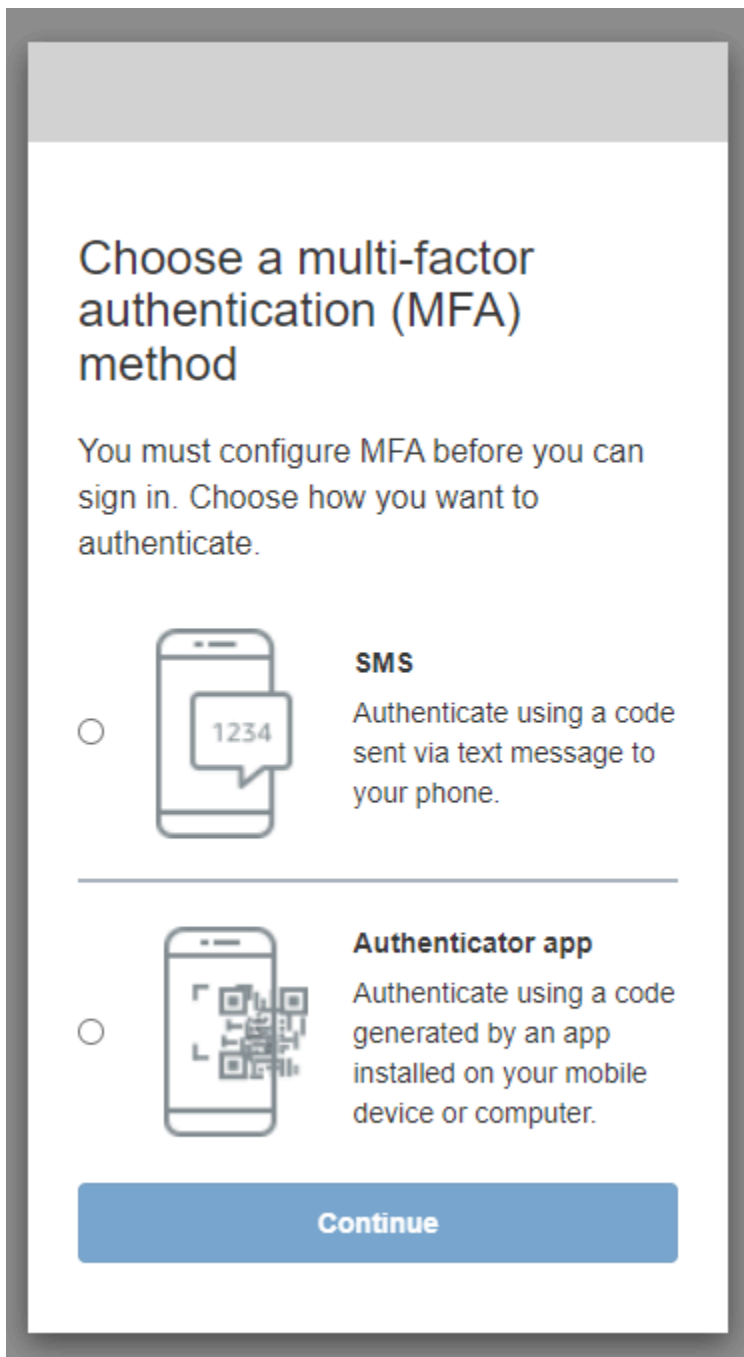 Choose a multi-factor
authentication (MFA)
method
You must configure MFA before you can
sign in. Choose how you want to
authenticate.
1234
SMS
Authenticate using a code
sent via text message to
your phone.
Authenticator app
Authenticate using a code
generated by an app
installed on your mobile
device or computer.
Continue